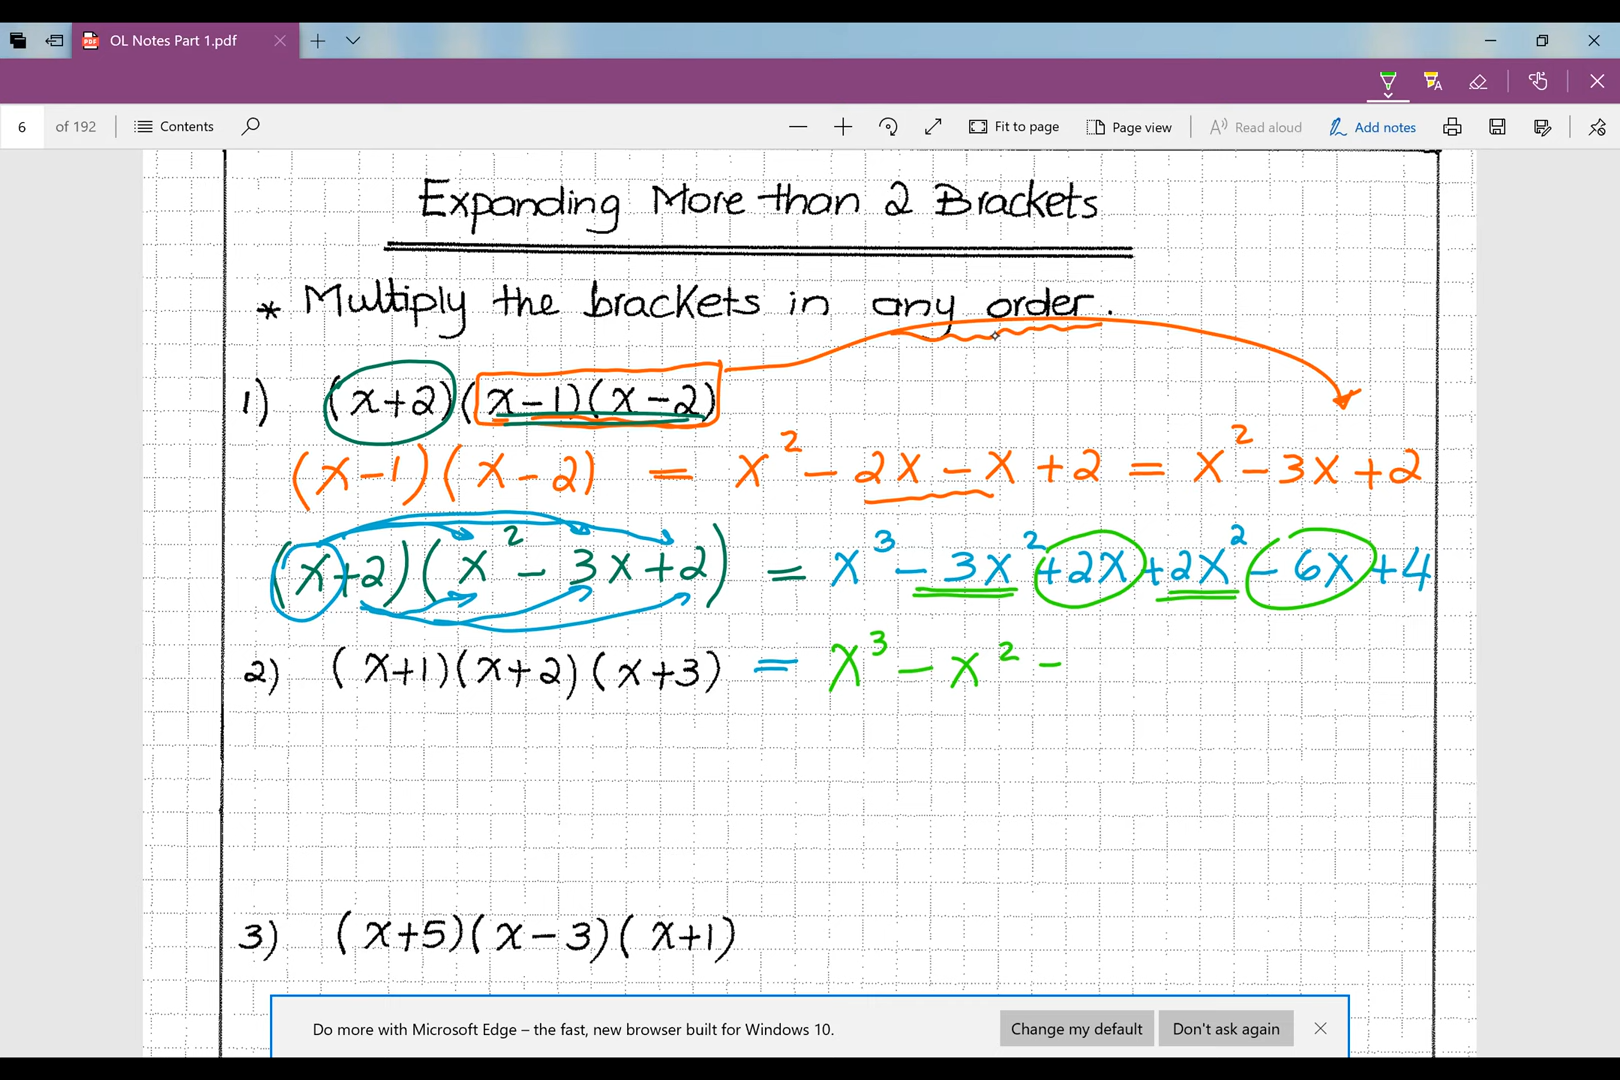 OL Notes Part 1.pdf
6 of 192 Contents Fit to page Page view Read aloud Add notes
Expanding More than 2 Brackets
* Multiply the brackets in any order.
1) (x+2)(x-1)(x-2)
(x-1)(x-2) = x² - 2x - x + 2 = x² - 3x + 2
(x+2)(x² - 3x + 2) = x³ - 3x² + 2x + 2x² - 6x + 4
2) (x+1)(x+2)(x+3) = x³ - x² -
3) (x+5)(x-3)(x+1)
Do more with Microsoft Edge – the fast, new browser built for Windows 10. Change my default Don't ask again